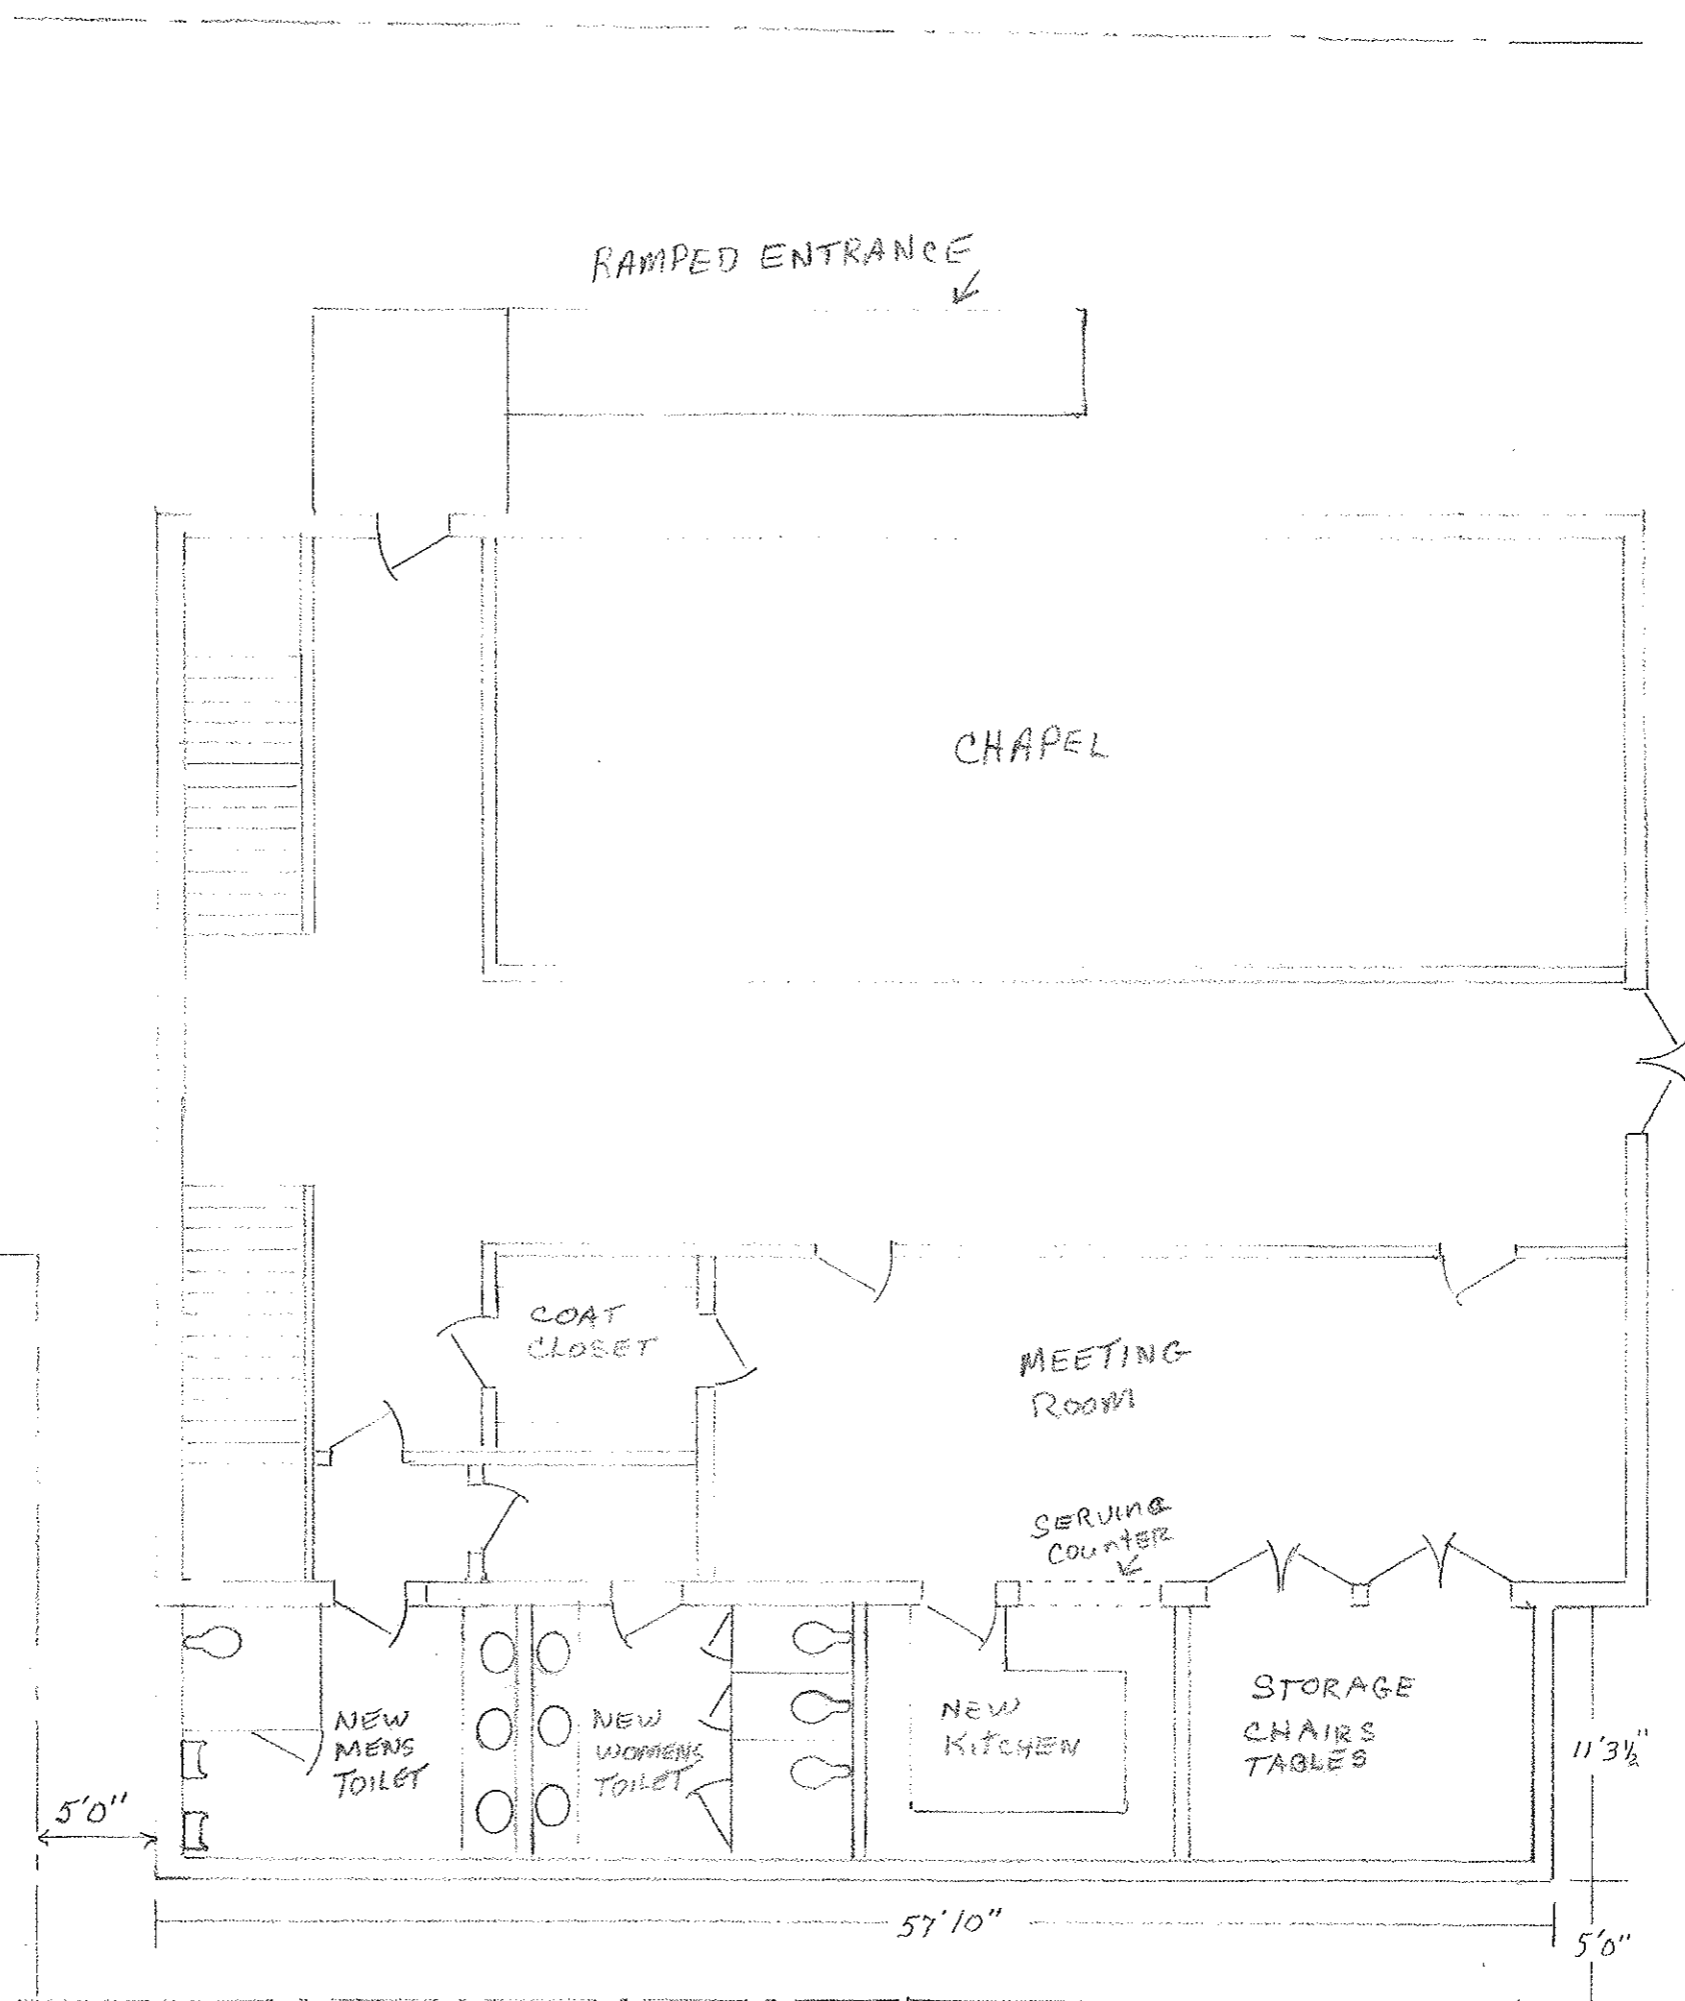 RAMPED ENTRANCE
CHAPEL
COAT
CLOSET
MEETING
ROOM
SERVING
COUNTER
NEW
MENS
TOILET
NEW
WOMENS
TOILET
NEW
KITCHEN
STORAGE
CHAIRS
TABLES
11'3½"
5'0"
57'10"
5'0"